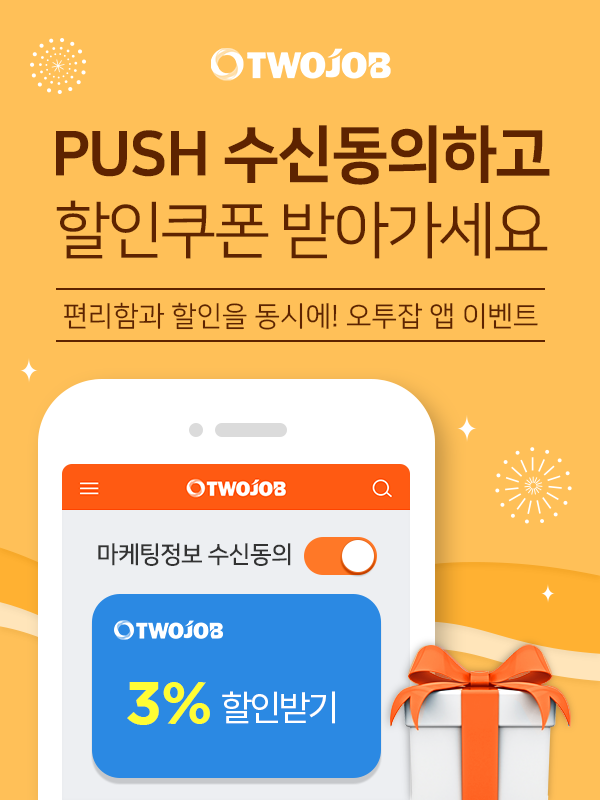 OTWOJOB
PUSH 수신동의하고
할인쿠폰 받아가세요
편리함과 할인을 동시에! 오투잡 앱 이벤트
OTWOJOB
마케팅정보 수신동의
OTWOJOB
3% 할인받기